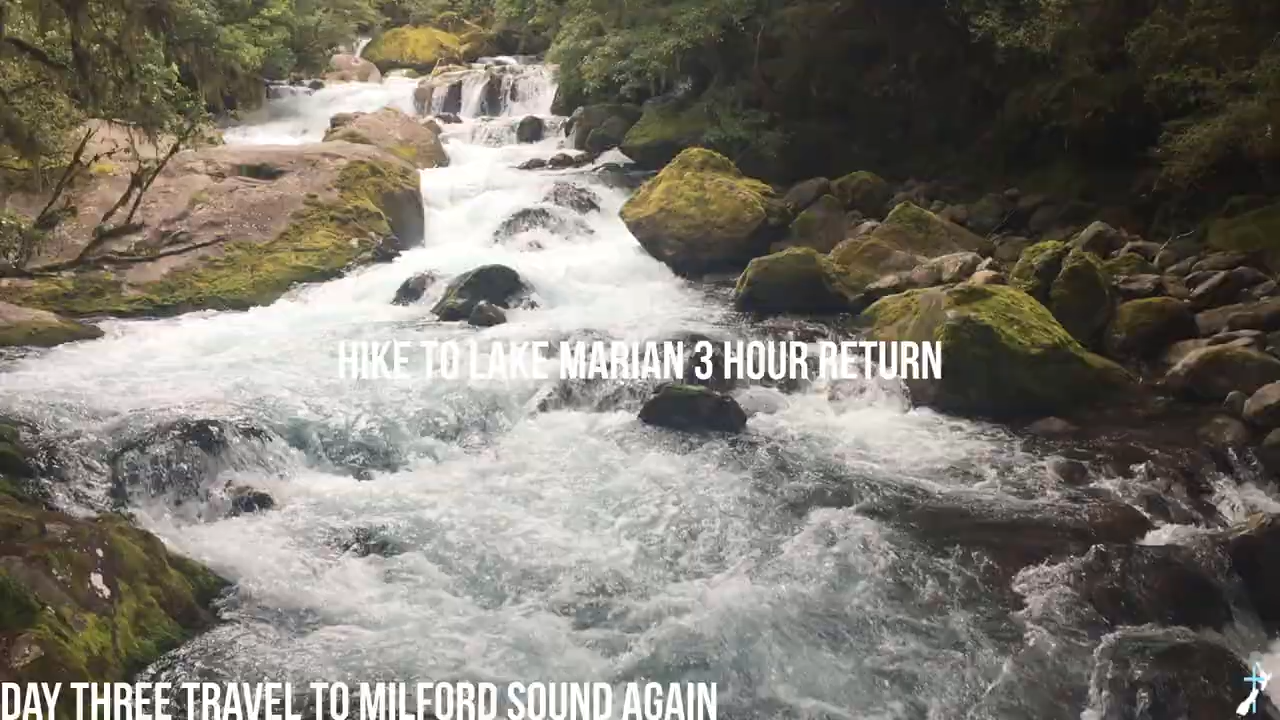 HIKE TO LAKE MARIAN 3 HOUR RETURN
DAY THREE TRAVEL TO MILFORD SOUND AGAIN